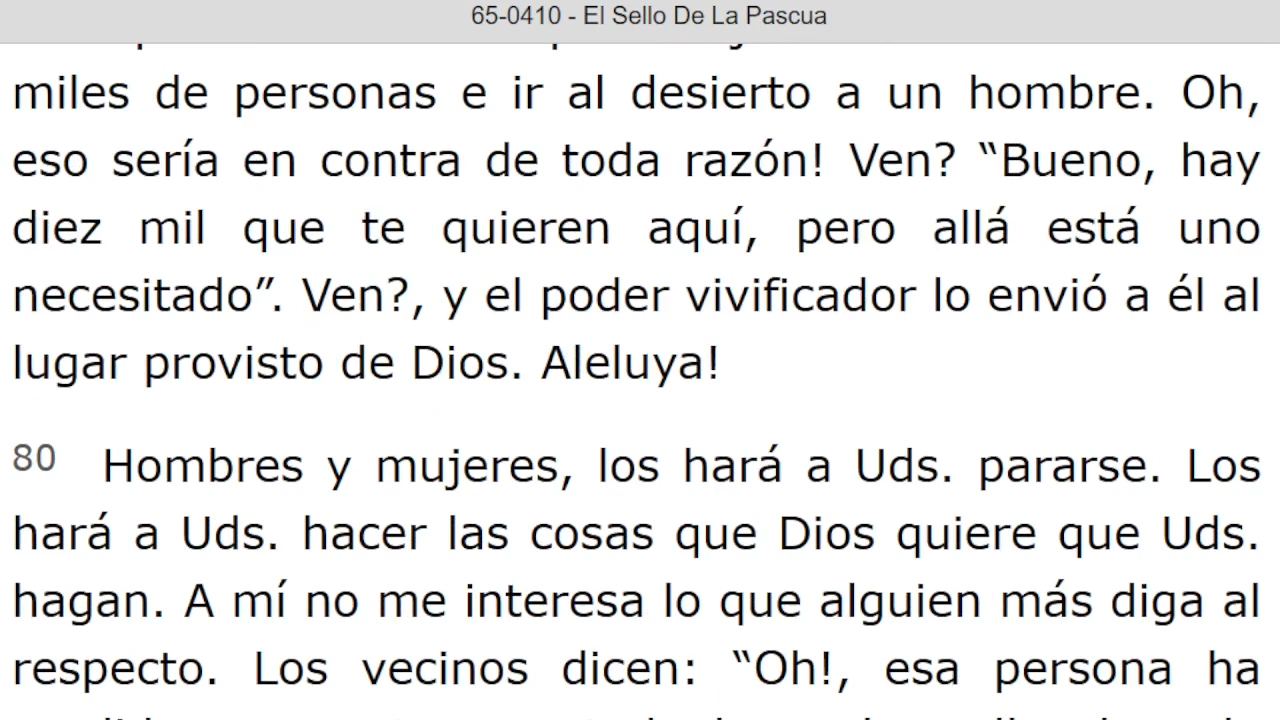 65-0410 - El Sello De La Pascua
miles de personas e ir al desierto a un hombre. Oh,
eso sería en contra de toda razón! Ven? “Bueno, hay
diez mil que te quieren aquí, pero allá está uno
necesitado”. Ven?, y el poder vivificador lo envió a él al
lugar provisto de Dios. Aleluya!
80 Hombres y mujeres, los hará a Uds. pararse. Los
hará a Uds. hacer las cosas que Dios quiere que Uds.
hagan. A mí no me interesa lo que alguien más diga al
respecto. Los vecinos dicen: “Oh!, esa persona ha